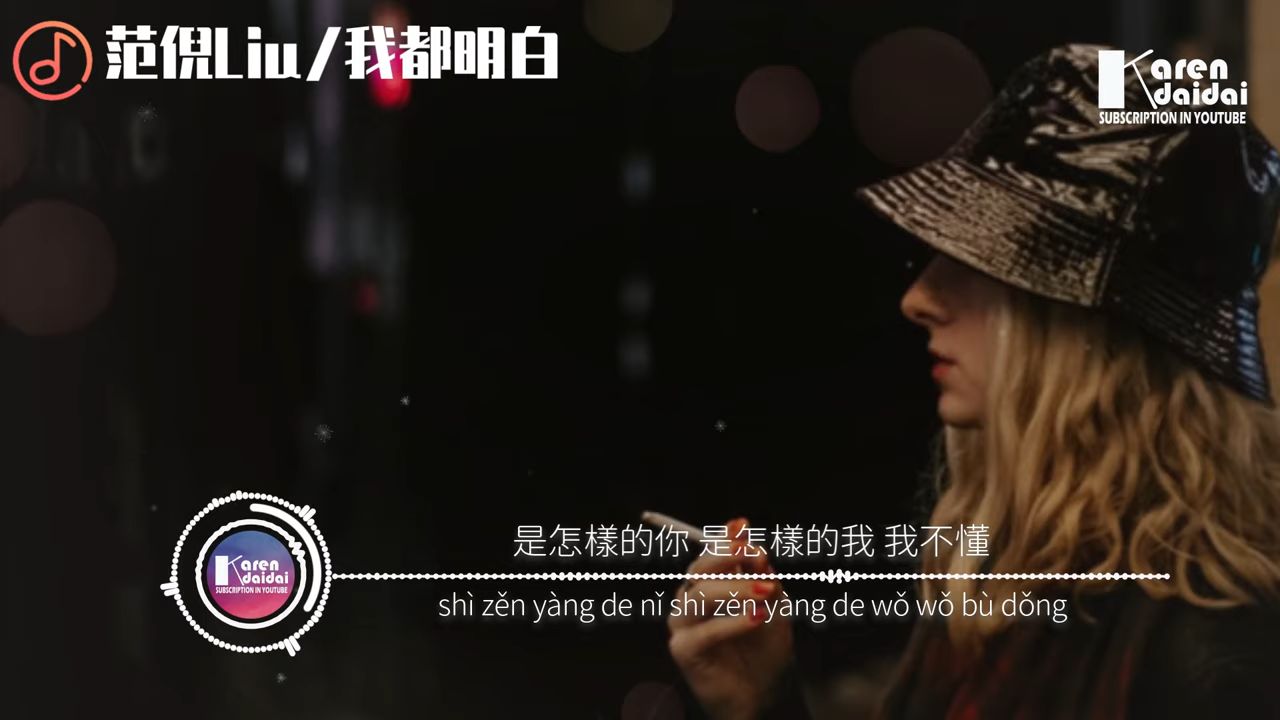 范倪Liu/我都明白
Karen
daidai
SUBSCRIPTION IN YOUTUBE
是怎樣的你 是怎樣的我 我不懂
shì zěn yàng de nǐ shì zěn yàng de wǒ wǒ bù dǒng
Karen
daidai
SUBSCRIPTION IN YOUTUBE